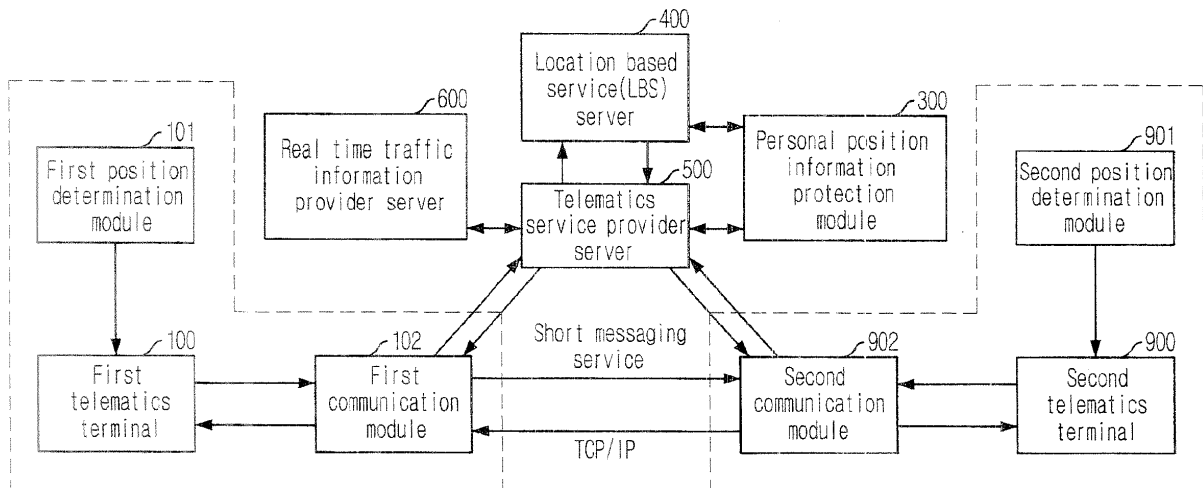 400
Location based
service(LBS)
server
600
Real time traffic
information
provider server
300
Personal position
information
protection
module
101
First position
determination
module
901
Second position
determination
module
500
Telematics
service provider
server
100
First
telematics
terminal
102
First
communication
module
Short messaging
service
TCP/IP
902
Second
communication
module
900
Second
telematics
terminal